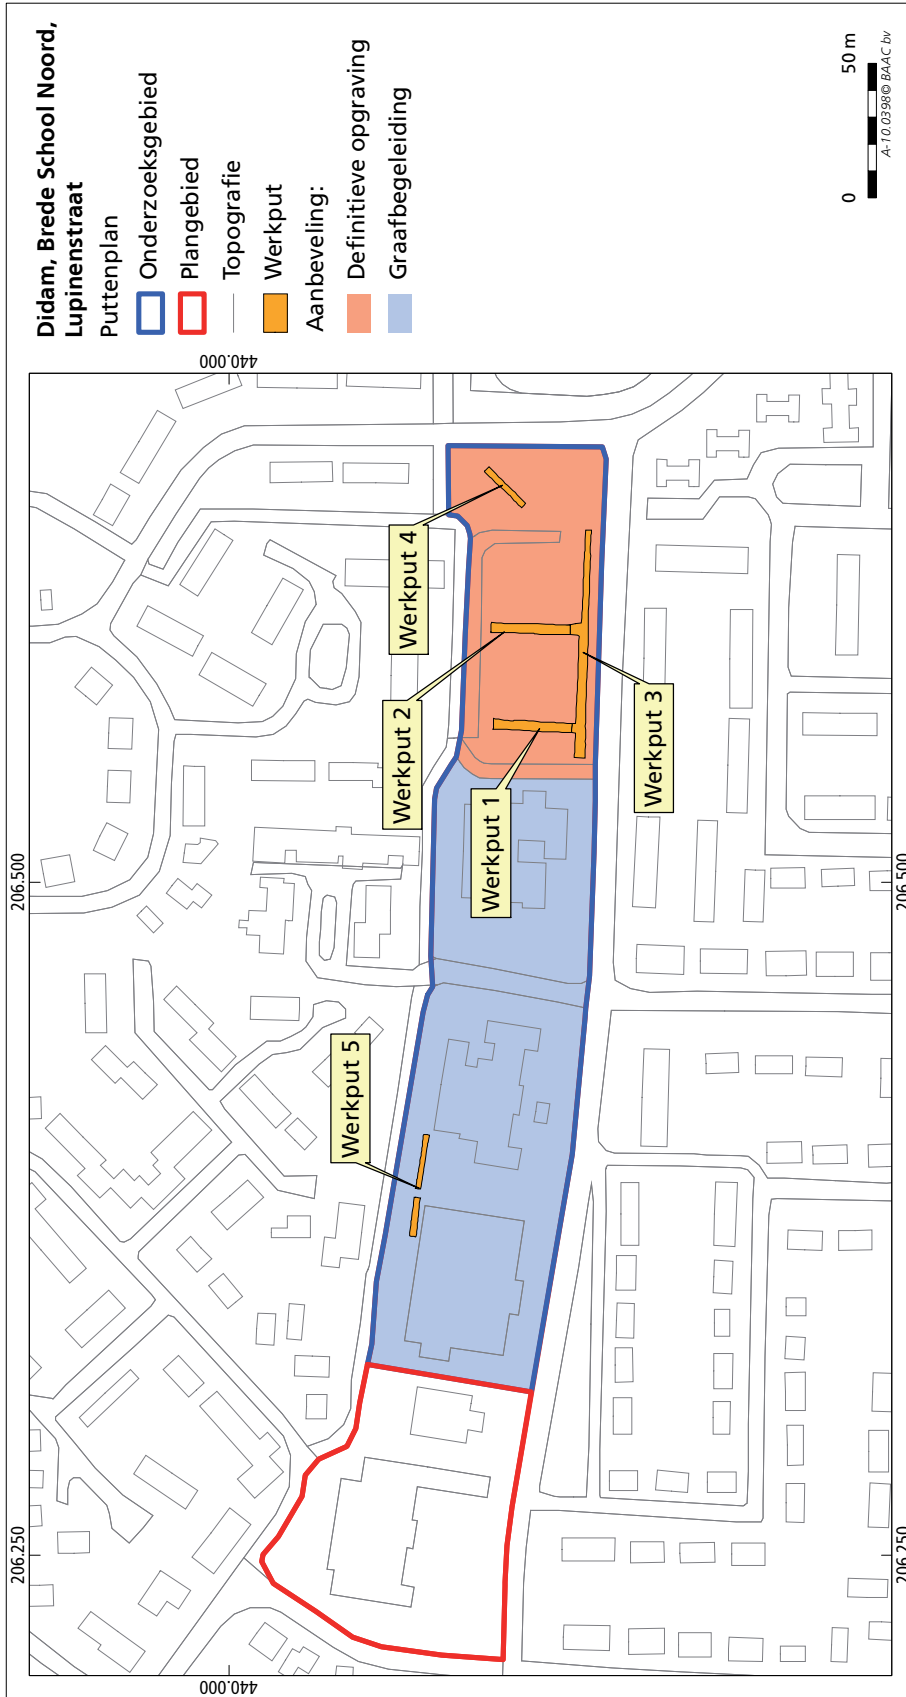 Didam, Brede School Noord,
Lupinenstraat
Puttenplan
Onderzoeksgebied
Plangebied
Topografie
Werkput
Aanbeveling:
Definitieve opgraving
Graafbegeleiding
0 50 m
A-10.0398© BAAC bv
206.250 206.500
440.000 440.000
Werkput 5
Werkput 4
Werkput 2
Werkput 1
Werkput 3
206.250 206.500